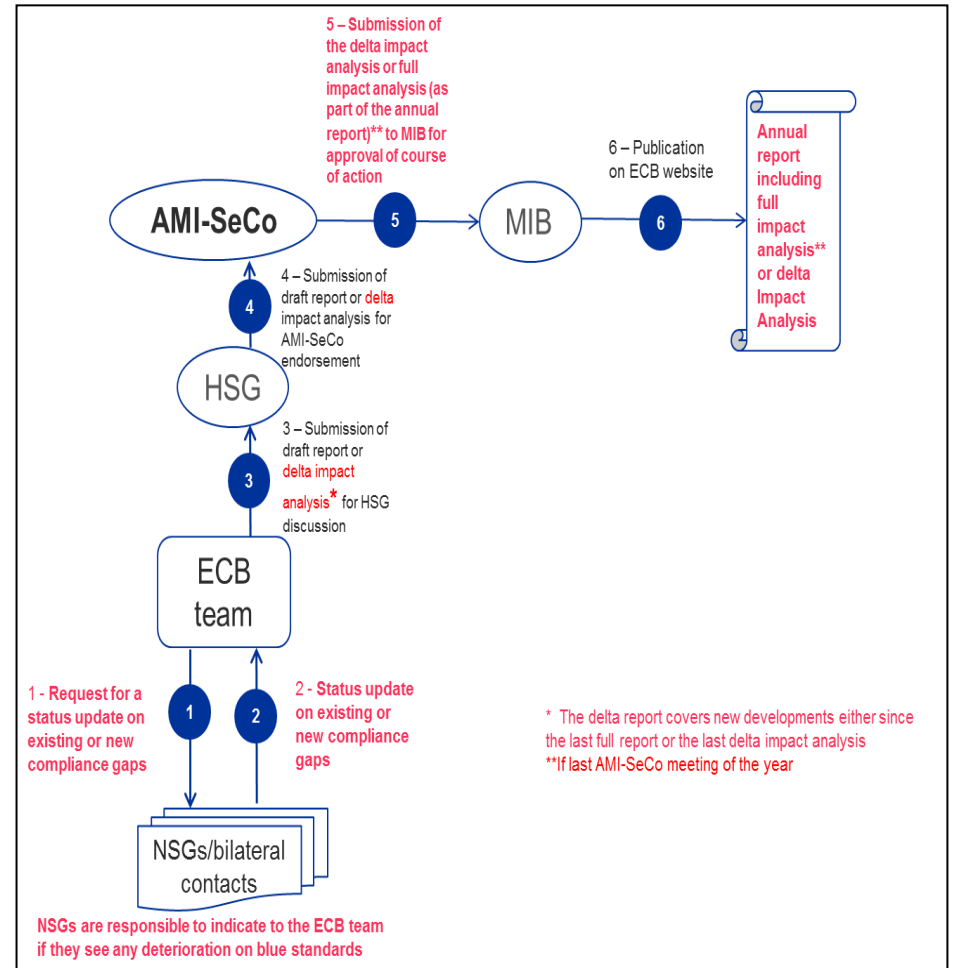 5 – Submission of
the delta impact
analysis or full
impact analysis (as
part of the annual
report)** to MIB for
approval of course
of action
6 – Publication
on ECB website
Annual
report
including
full
impact
analysis**
or delta
Impact
Analysis
AMI-SeCo
5
MIB
6
4
4 – Submission of
draft report or delta
impact analysis for
AMI-SeCo
endorsement
HSG
3
3 – Submission of
draft report or
delta impact
analysis* for HSG
discussion
ECB
team
1 - Request for a
status update on
existing or new
compliance gaps
1
2
2 - Status update
on existing or
new compliance
gaps
* The delta report covers new developments either since
the last full report or the last delta impact analysis
**If last AMI-SeCo meeting of the year
NSGs/bilateral
contacts
NSGs are responsible to indicate to the ECB team
if they see any deterioration on blue standards